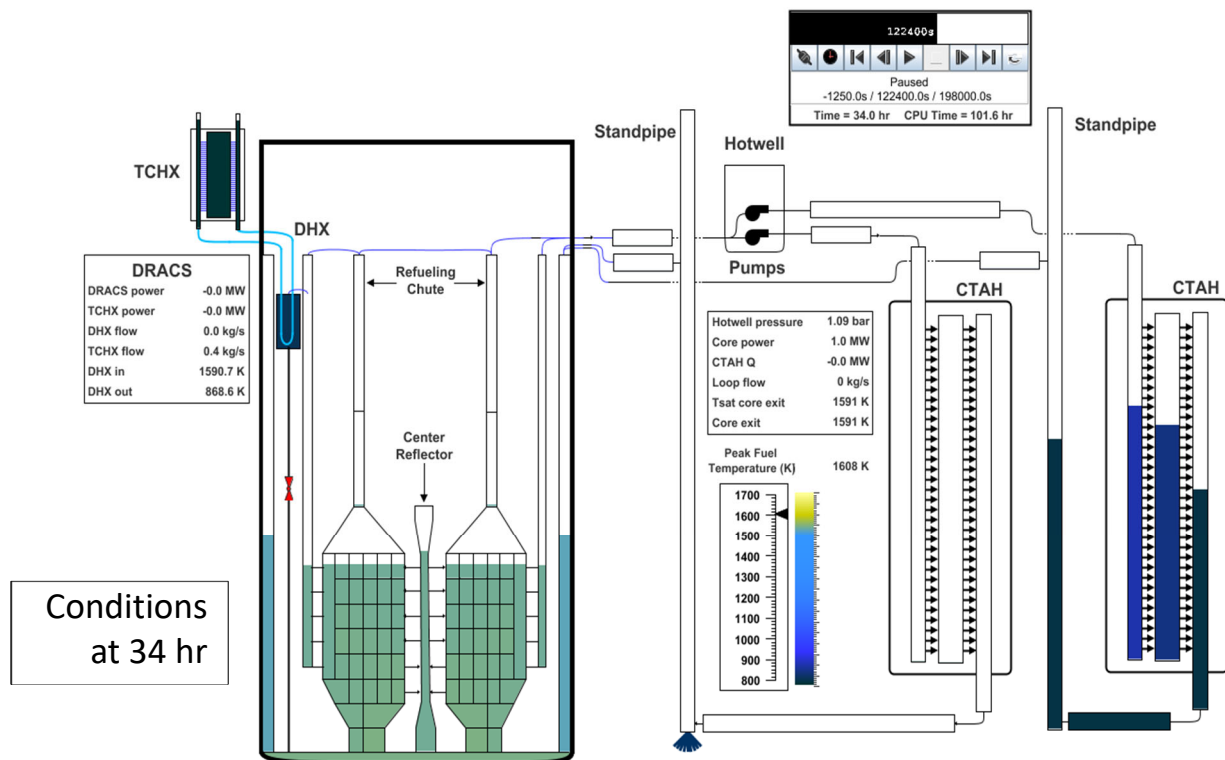 122400s
Paused
-1250.0s / 122400.0s / 198000.0s
Time = 34.0 hr CPU Time = 101.6 hr
Standpipe
Hotwell
Standpipe
TCHX
DHX
Pumps
Refueling
Chute
CTAH
CTAH
DRACS
DRACS power -0.0 MW
TCHX power -0.0 MW
DHX flow 0.0 kg/s
TCHX flow 0.4 kg/s
DHX in 1590.7 K
DHX out 868.6 K
Hotwell pressure 1.09 bar
Core power 1.0 MW
CTAH Q -0.0 MW
Loop flow 0 kg/s
Tsat core exit 1591 K
Core exit 1591 K
Center
Reflector
Peak Fuel
Temperature (K) 1608 K
1700
1600
1500
1400
1300
1200
1100
1000
900
800
Conditions
at 34 hr